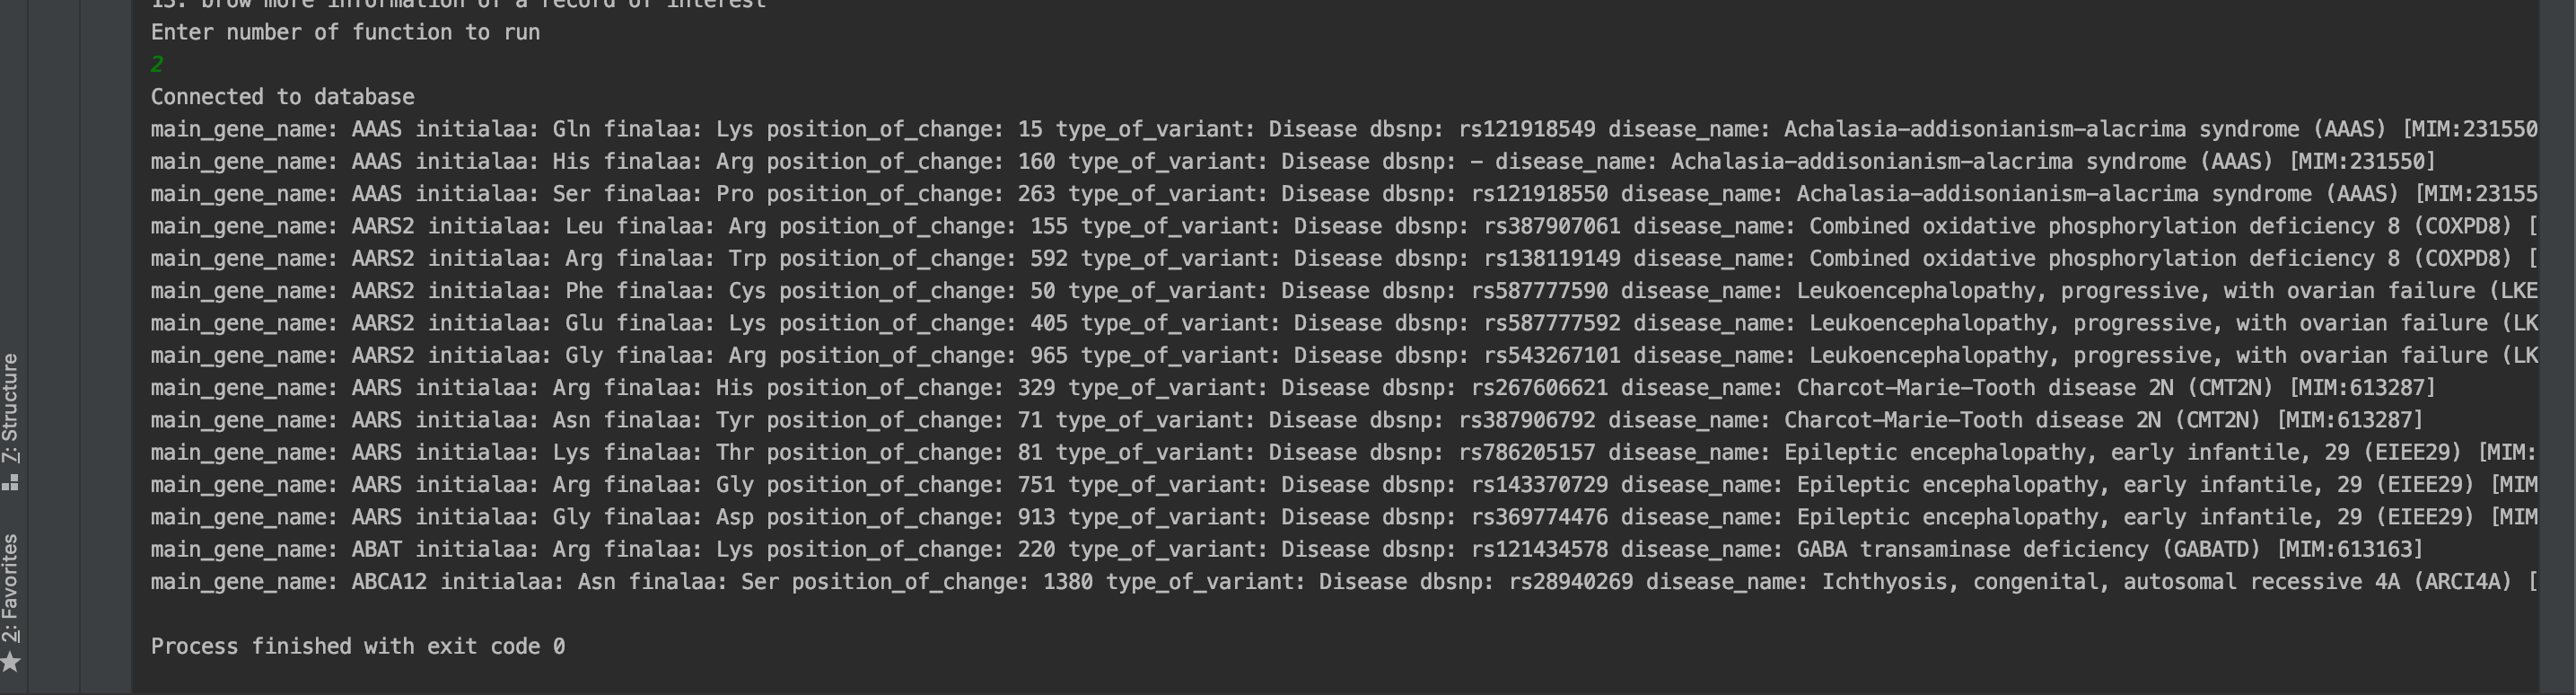 13. brow more information of a record of interest
Enter number of function to run
2
Connected to database
main_gene_name: AAAS initialaa: Gln finalaa: Lys position_of_change: 15 type_of_variant: Disease dbsnp: rs121918549 disease_name: Achalasia-addisonianism-alacrima syndrome (AAAS) [MIM:231550
main_gene_name: AAAS initialaa: His finalaa: Arg position_of_change: 160 type_of_variant: Disease dbsnp: - disease_name: Achalasia-addisonianism-alacrima syndrome (AAAS) [MIM:231550]
main_gene_name: AAAS initialaa: Ser finalaa: Pro position_of_change: 263 type_of_variant: Disease dbsnp: rs121918550 disease_name: Achalasia-addisonianism-alacrima syndrome (AAAS) [MIM:23155
main_gene_name: AARS2 initialaa: Leu finalaa: Arg position_of_change: 155 type_of_variant: Disease dbsnp: rs387907061 disease_name: Combined oxidative phosphorylation deficiency 8 (COXPD8) [
main_gene_name: AARS2 initialaa: Arg finalaa: Trp position_of_change: 592 type_of_variant: Disease dbsnp: rs138119149 disease_name: Combined oxidative phosphorylation deficiency 8 (COXPD8) [
main_gene_name: AARS2 initialaa: Phe finalaa: Cys position_of_change: 50 type_of_variant: Disease dbsnp: rs587777590 disease_name: Leukoencephalopathy, progressive, with ovarian failure (LKE
main_gene_name: AARS2 initialaa: Glu finalaa: Lys position_of_change: 405 type_of_variant: Disease dbsnp: rs587777592 disease_name: Leukoencephalopathy, progressive, with ovarian failure (LK
main_gene_name: AARS2 initialaa: Gly finalaa: Arg position_of_change: 965 type_of_variant: Disease dbsnp: rs543267101 disease_name: Leukoencephalopathy, progressive, with ovarian failure (LK
main_gene_name: AARS initialaa: Arg finalaa: His position_of_change: 329 type_of_variant: Disease dbsnp: rs267606621 disease_name: Charcot-Marie-Tooth disease 2N (CMT2N) [MIM:613287]
main_gene_name: AARS initialaa: Asn finalaa: Tyr position_of_change: 71 type_of_variant: Disease dbsnp: rs387906792 disease_name: Charcot-Marie-Tooth disease 2N (CMT2N) [MIM:613287]
main_gene_name: AARS initialaa: Lys finalaa: Thr position_of_change: 81 type_of_variant: Disease dbsnp: rs786205157 disease_name: Epileptic encephalopathy, early infantile, 29 (EIEE29) [MIM:
main_gene_name: AARS initialaa: Arg finalaa: Gly position_of_change: 751 type_of_variant: Disease dbsnp: rs143370729 disease_name: Epileptic encephalopathy, early infantile, 29 (EIEE29) [MIM
main_gene_name: AARS initialaa: Gly finalaa: Asp position_of_change: 913 type_of_variant: Disease dbsnp: rs369774476 disease_name: Epileptic encephalopathy, early infantile, 29 (EIEE29) [MIM
main_gene_name: ABAT initialaa: Arg finalaa: Lys position_of_change: 220 type_of_variant: Disease dbsnp: rs121434578 disease_name: GABA transaminase deficiency (GABATD) [MIM:613163]
main_gene_name: ABCA12 initialaa: Asn finalaa: Ser position_of_change: 1380 type_of_variant: Disease dbsnp: rs28940269 disease_name: Ichthyosis, congenital, autosomal recessive 4A (ARCI4A) [
Process finished with exit code 0
7: Structure
2: Favorites